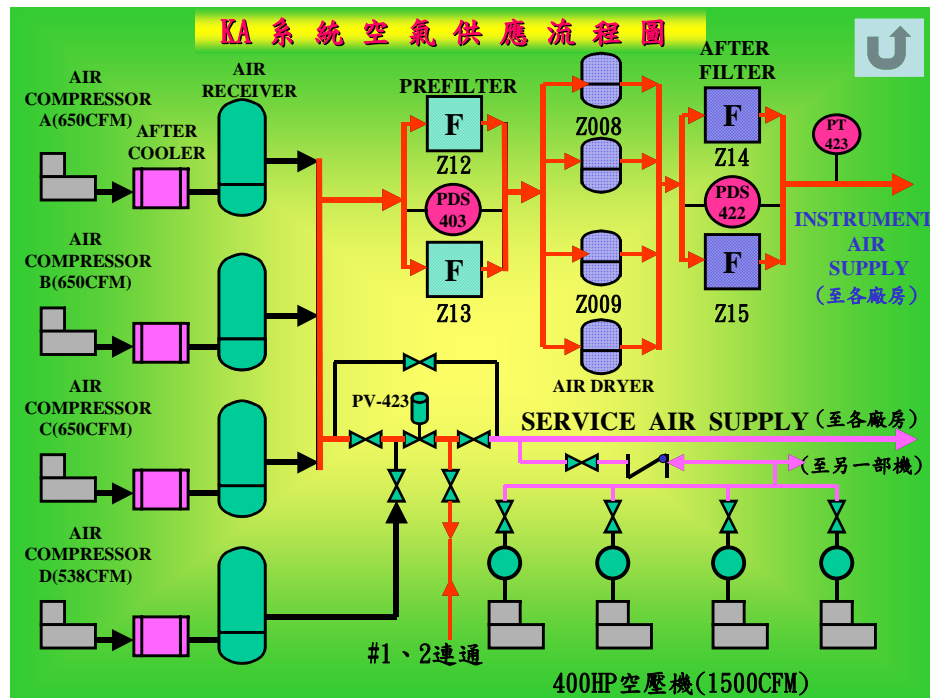 KA 系統空氣供應流程圖
AIR
COMPRESSOR
A(650CFM)
AFTER
COOLER
AIR
RECEIVER
PREFILTER
F
Z12
PDS
403
F
Z13
Z008
Z009
AIR DRYER
AFTER
FILTER
F
Z14
PDS
422
F
Z15
PT
423
INSTRUMENT
AIR
SUPPLY
(至各廠房)
AIR
COMPRESSOR
B(650CFM)
AIR
COMPRESSOR
C(650CFM)
PV-423
SERVICE AIR SUPPLY(至各廠房)
(至另一部機)
AIR
COMPRESSOR
D(538CFM)
#1、2連通
400HP空壓機(1500CFM)